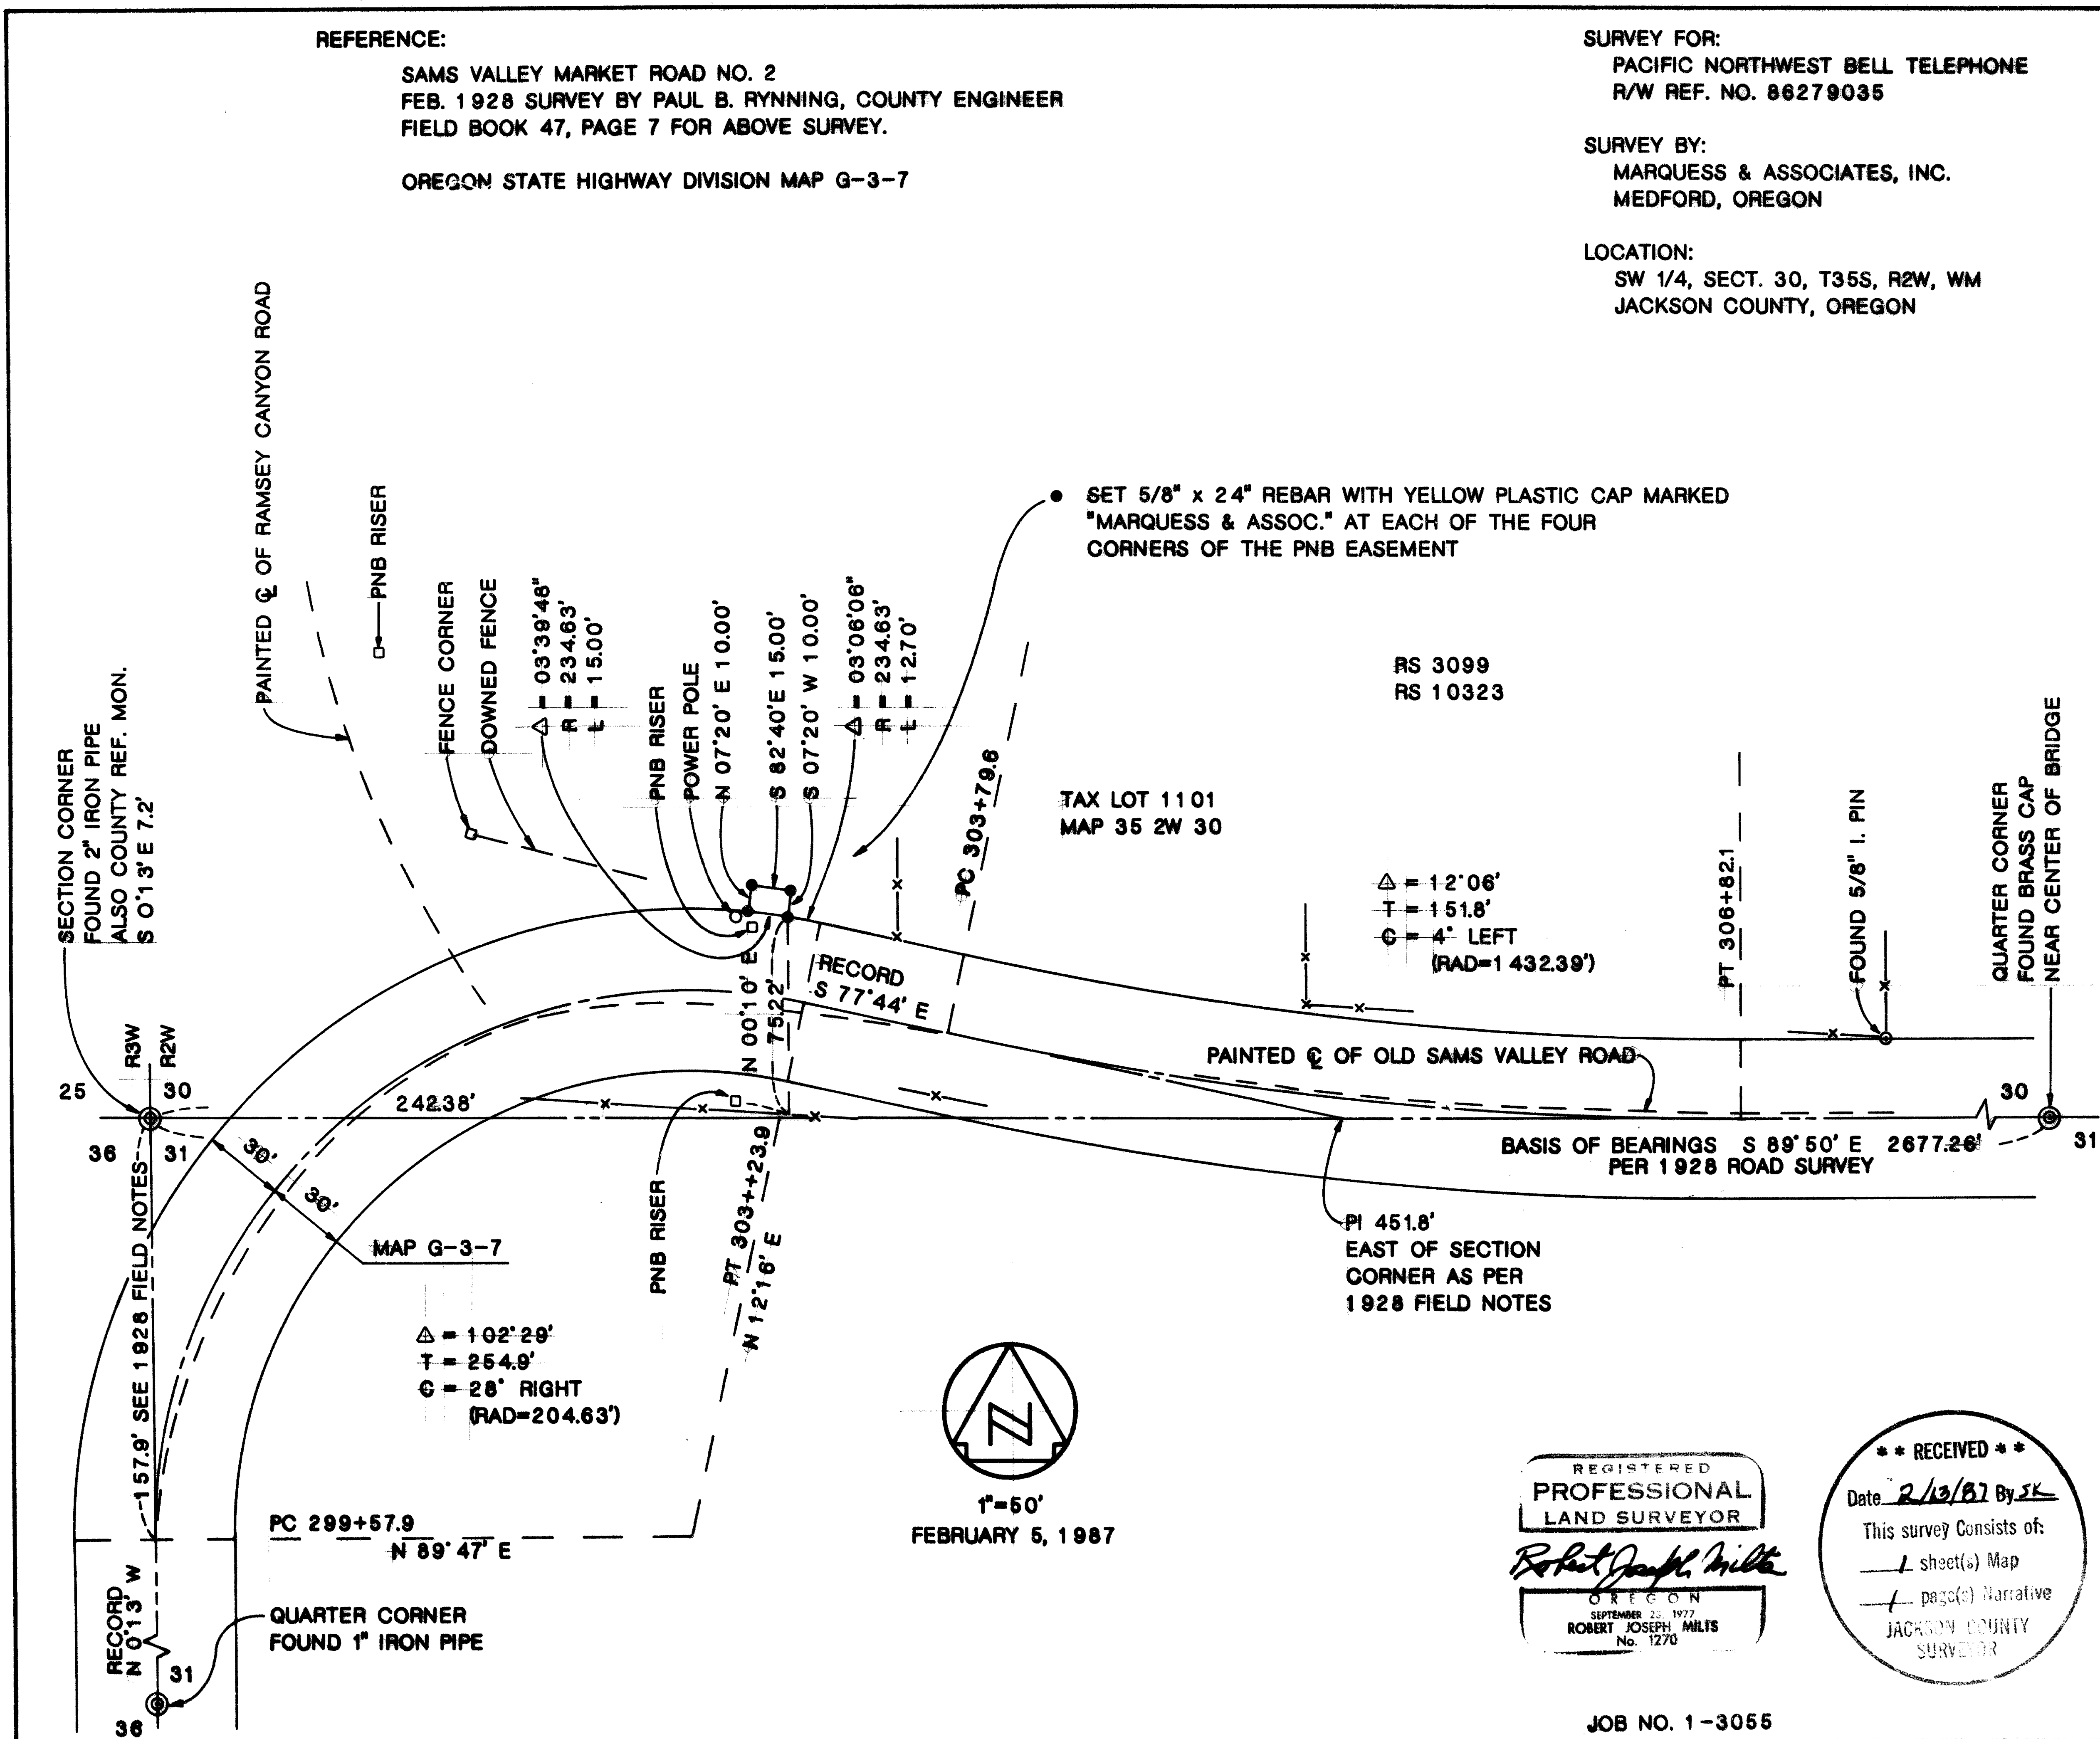 REFERENCE:
SAMS VALLEY MARKET ROAD NO. 2
FEB. 1928 SURVEY BY PAUL B. RYNNING, COUNTY ENGINEER
FIELD BOOK 47, PAGE 7 FOR ABOVE SURVEY.
OREGON STATE HIGHWAY DIVISION MAP G-3-7
SURVEY FOR:
PACIFIC NORTHWEST BELL TELEPHONE
R/W REF. NO. 86279035
SURVEY BY:
MARQUESS & ASSOCIATES, INC.
MEDFORD, OREGON
LOCATION:
SW 1/4, SECT. 30, T35S, R2W, WM
JACKSON COUNTY, OREGON
SET 5/8" x 24" REBAR WITH YELLOW PLASTIC CAP MARKED
"MARQUESS & ASSOC." AT EACH OF THE FOUR
CORNERS OF THE PNB EASEMENT
SECTION CORNER
FOUND 2" IRON PIPE
ALSO COUNTY REF. MON.
S 0°13' E 7.2'
PAINTED ℄ OF RAMSEY CANYON ROAD
PNB RISER
FENCE CORNER
DOWNED FENCE
Δ = 03°39'48"
R = 234.63'
L = 15.00'
PNB RISER
POWER POLE
N 07°20' E 10.00'
S 82°40'E 15.00'
S 07°20' W 10.00'
Δ = 03°06'06"
R = 234.63'
L = 12.70'
PC 303+79.6
RS 3099
RS 10323
TAX LOT 1101
MAP 35 2W 30
Δ = 12°06'
T = 151.8'
C = 4° LEFT
(RAD=1432.39')
PT 306+82.1
FOUND 5/8" I. PIN
QUARTER CORNER
FOUND BRASS CAP
NEAR CENTER OF BRIDGE
RECORD
S 77°44' E
N 00°10' E
75.22'
PAINTED ℄ OF OLD SAMS VALLEY ROAD
R3W
R2W
25
30
36
31
242.38'
30
31
BASIS OF BEARINGS S 89°50' E 2677.26'
PER 1928 ROAD SURVEY
30'
30'
MAP G-3-7
157.9' SEE 1928 FIELD NOTES
PNB RISER
PT 303++23.9
N 12°16' E
PI 451.8'
EAST OF SECTION
CORNER AS PER
1928 FIELD NOTES
Δ = 102°29'
T = 254.9'
C = 28° RIGHT
(RAD=204.63')
PC 299+57.9
N 89°47' E
RECORD
N 0°13' W
31
36
QUARTER CORNER
FOUND 1" IRON PIPE
N
1"=50'
FEBRUARY 5, 1987
REGISTERED
PROFESSIONAL
LAND SURVEYOR
Robert Joseph Milts
OREGON
SEPTEMBER 23, 1977
ROBERT JOSEPH MILTS
No. 1270
* * RECEIVED * *
Date 2/13/87 By SK
This survey Consists of:
1 sheet(s) Map
1 page(s) Narrative
JACKSON COUNTY
SURVEYOR
JOB NO. 1-3055